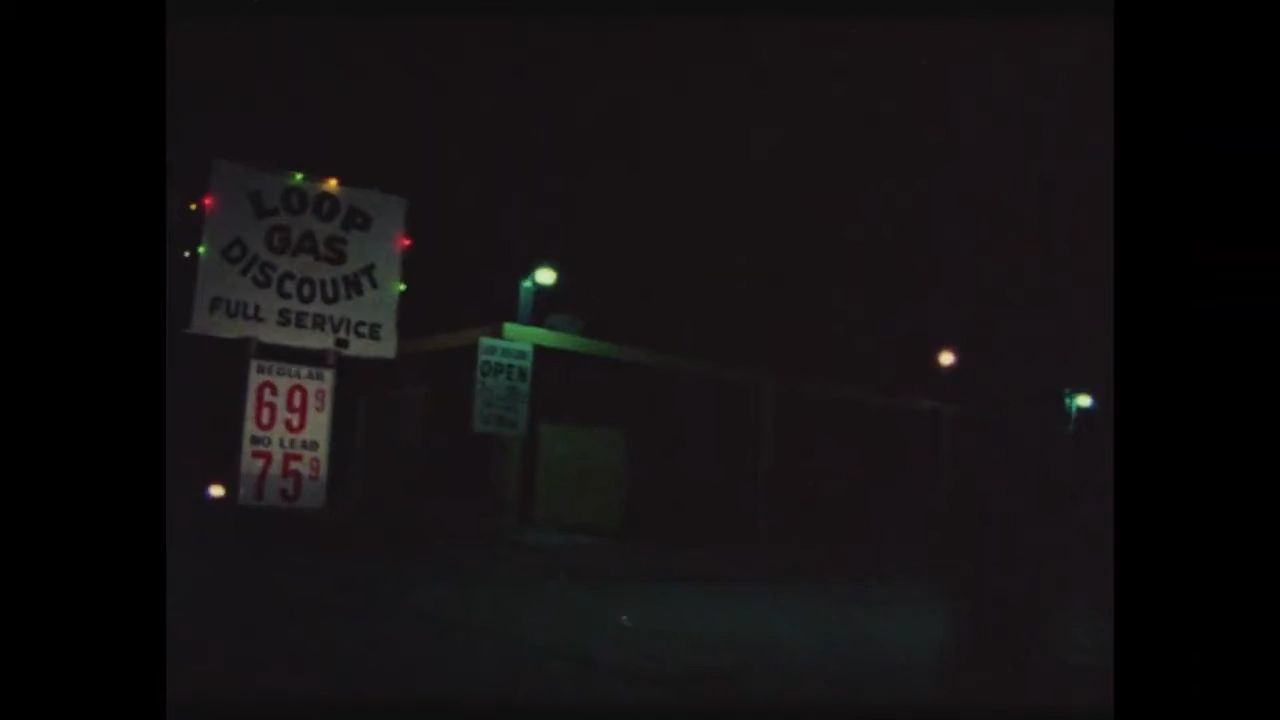 LOOP
GAS
DISCOUNT
FULL SERVICE
REGULAR
69 9
NO LEAD
75 9
OPEN